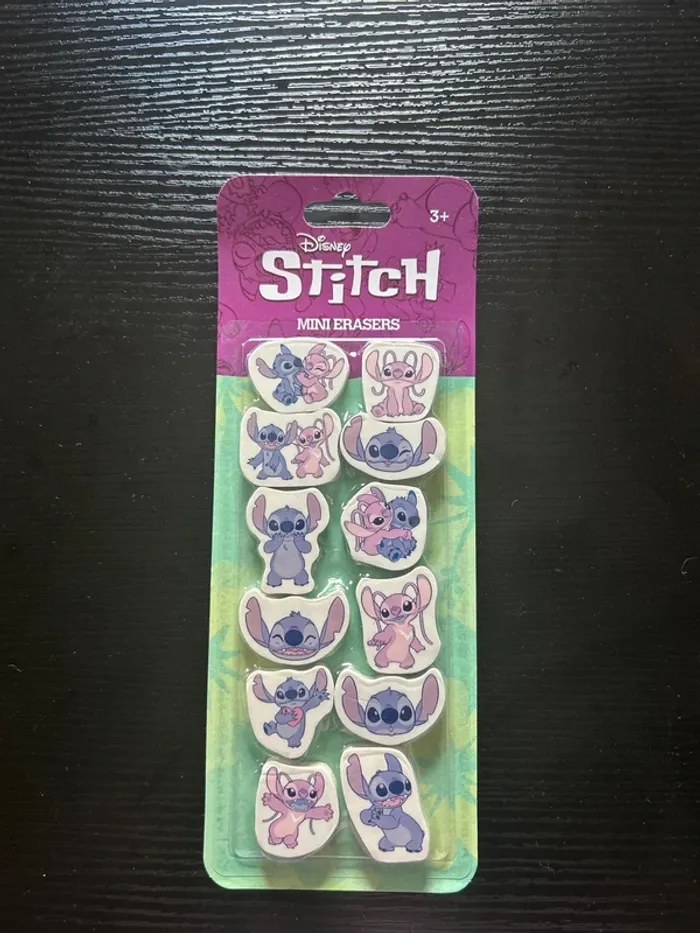 3+
Disney
Stitch
MINI ERASERS